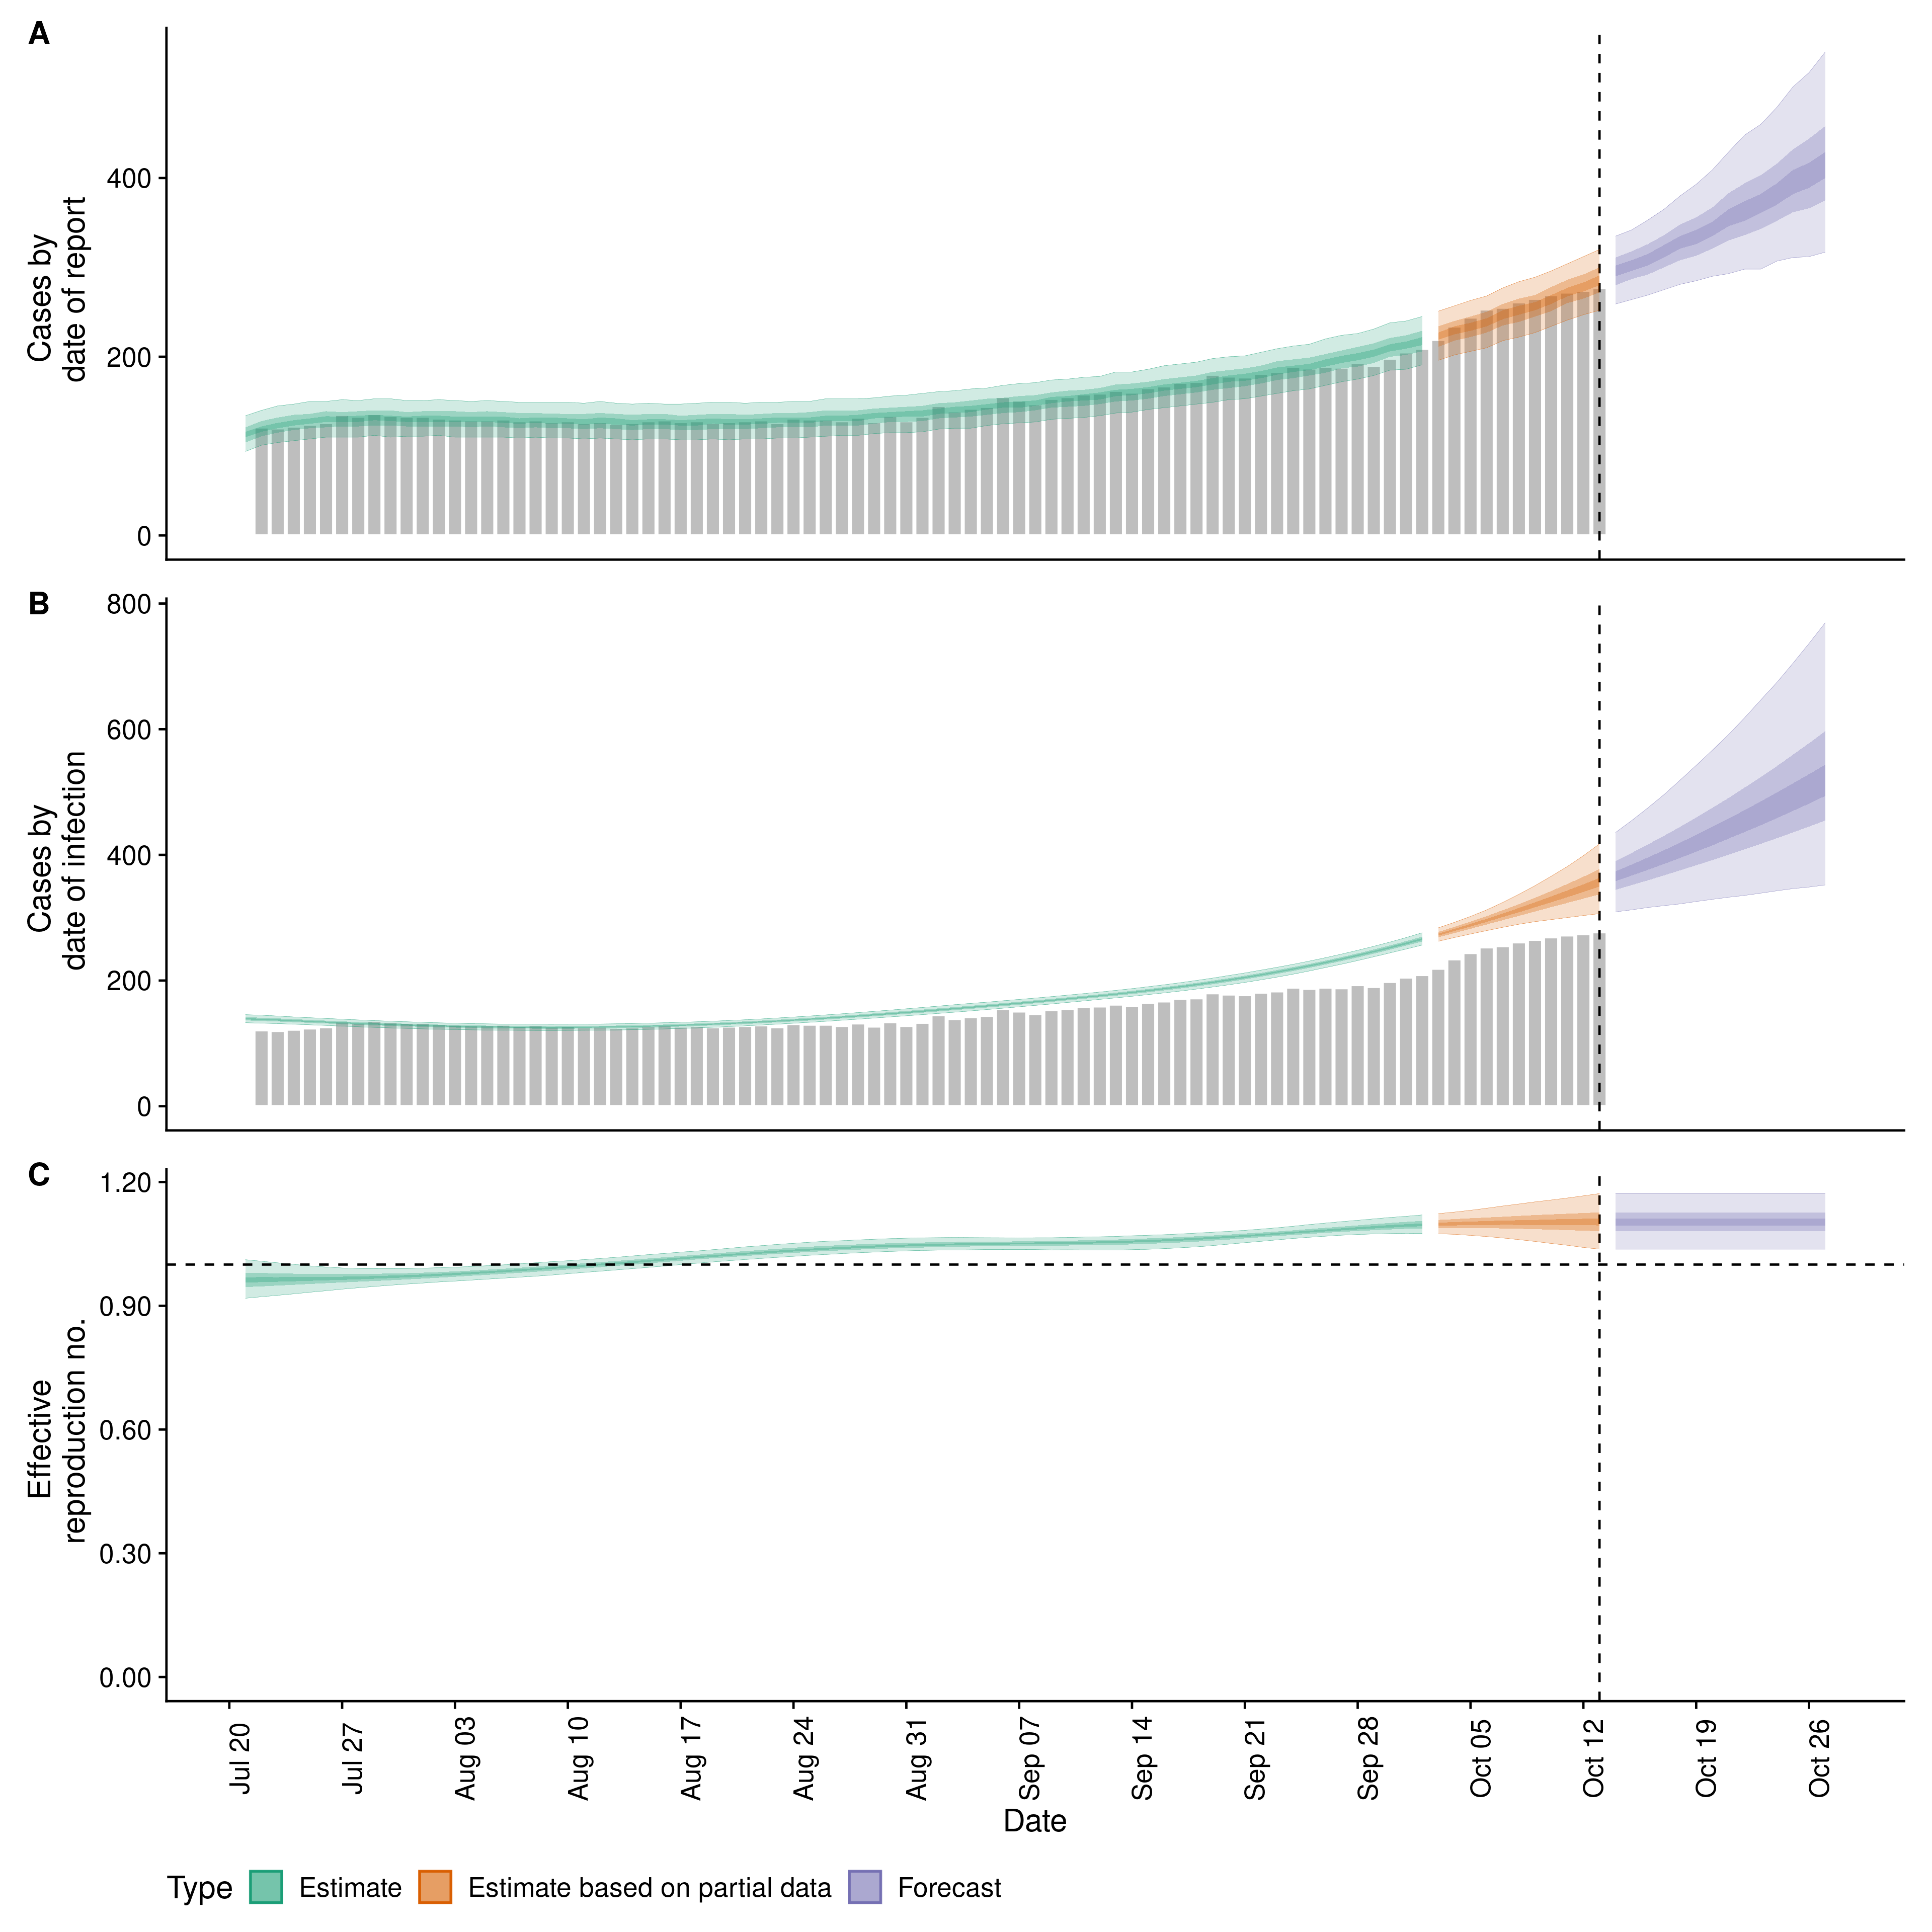 A
Cases by
date of report
400
200
0
B
Cases by
date of infection
800
600
400
200
0
C
Effective
reproduction no.
1.20
0.90
0.60
0.30
0.00
Jul 20
Jul 27
Aug 03
Aug 10
Aug 17
Aug 24
Aug 31
Sep 07
Sep 14
Sep 21
Sep 28
Oct 05
Oct 12
Oct 19
Oct 26
Date
Type Estimate Estimate based on partial data Forecast